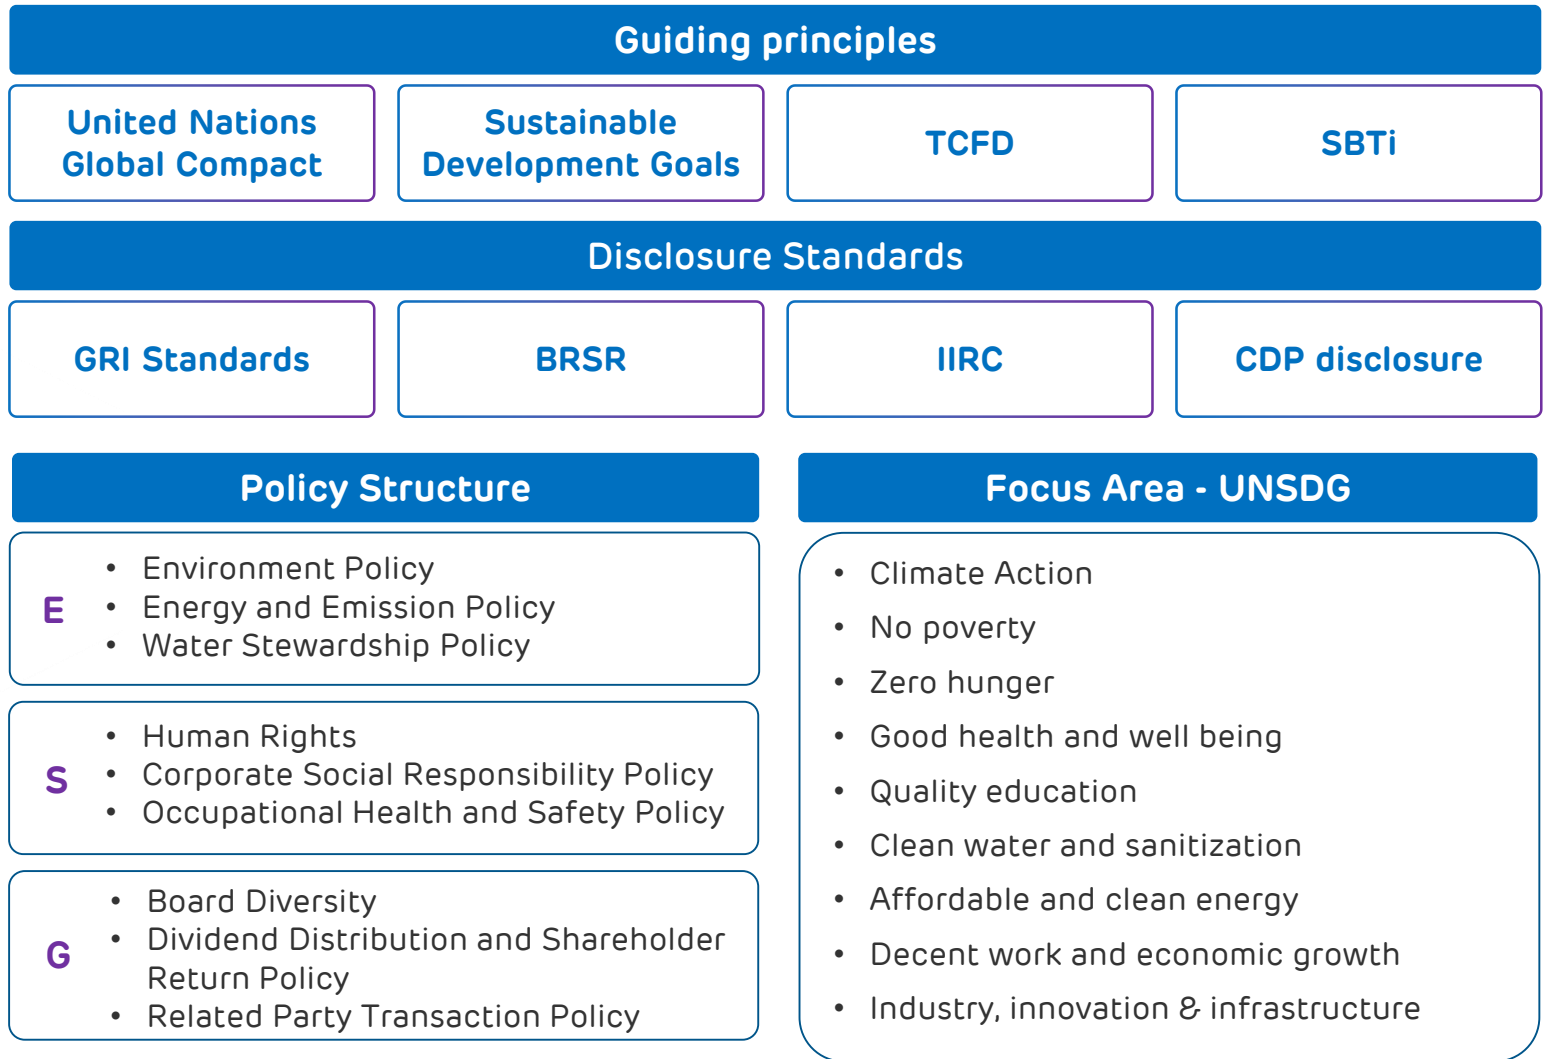 Guiding principles
United Nations
Global Compact
Sustainable
Development Goals
TCFD
SBTi
Disclosure Standards
GRI Standards
BRSR
IIRC
CDP disclosure
Policy Structure
E
• Environment Policy
• Energy and Emission Policy
• Water Stewardship Policy
S
• Human Rights
• Corporate Social Responsibility Policy
• Occupational Health and Safety Policy
G
• Board Diversity
• Dividend Distribution and Shareholder
Return Policy
• Related Party Transaction Policy
Focus Area - UNSDG
• Climate Action
• No poverty
• Zero hunger
• Good health and well being
• Quality education
• Clean water and sanitization
• Affordable and clean energy
• Decent work and economic growth
• Industry, innovation & infrastructure